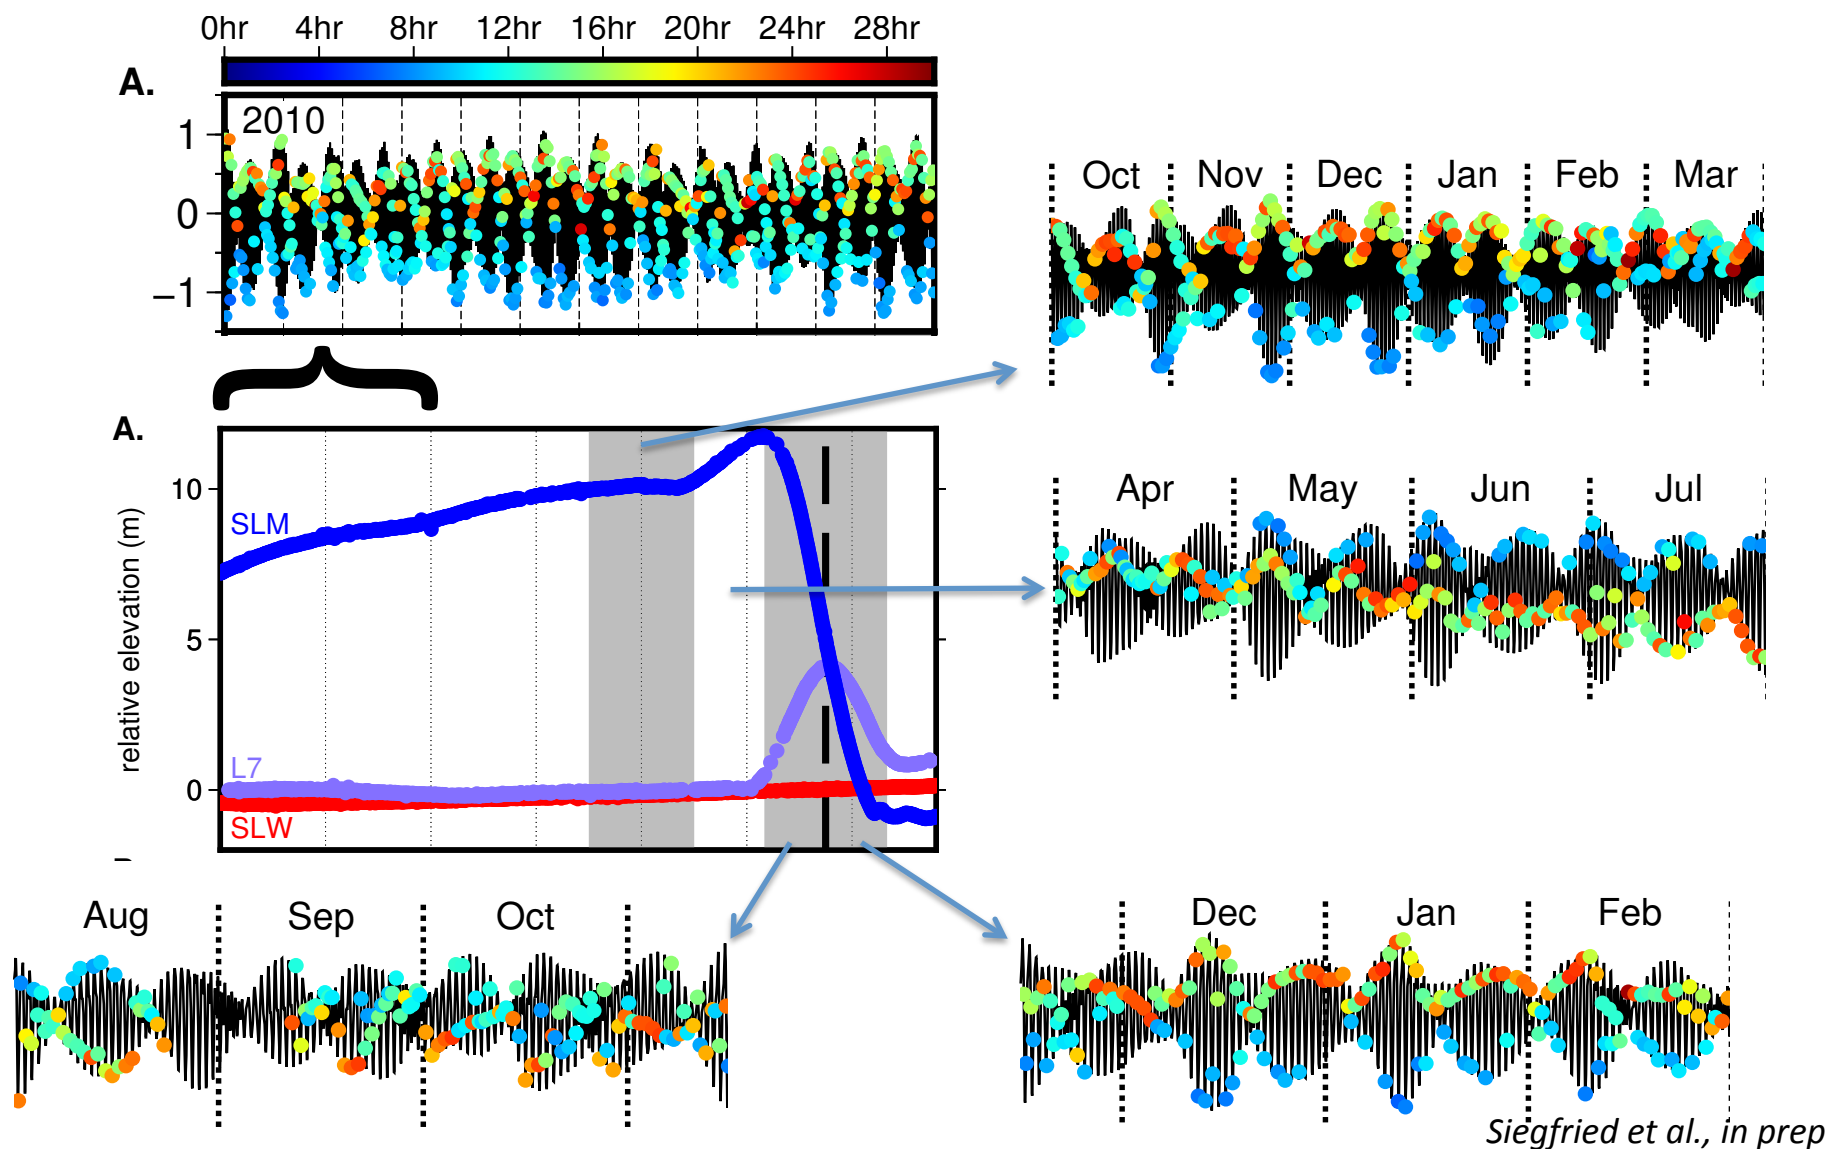 0hr 4hr 8hr 12hr 16hr 20hr 24hr 28hr
A.
2010
1
0
−1
Oct Nov Dec Jan Feb Mar
A.
relative elevation (m)
10
5
0
SLM
L7
SLW
Apr May Jun Jul
Aug Sep Oct
Dec Jan Feb
Siegfried et al., in prep